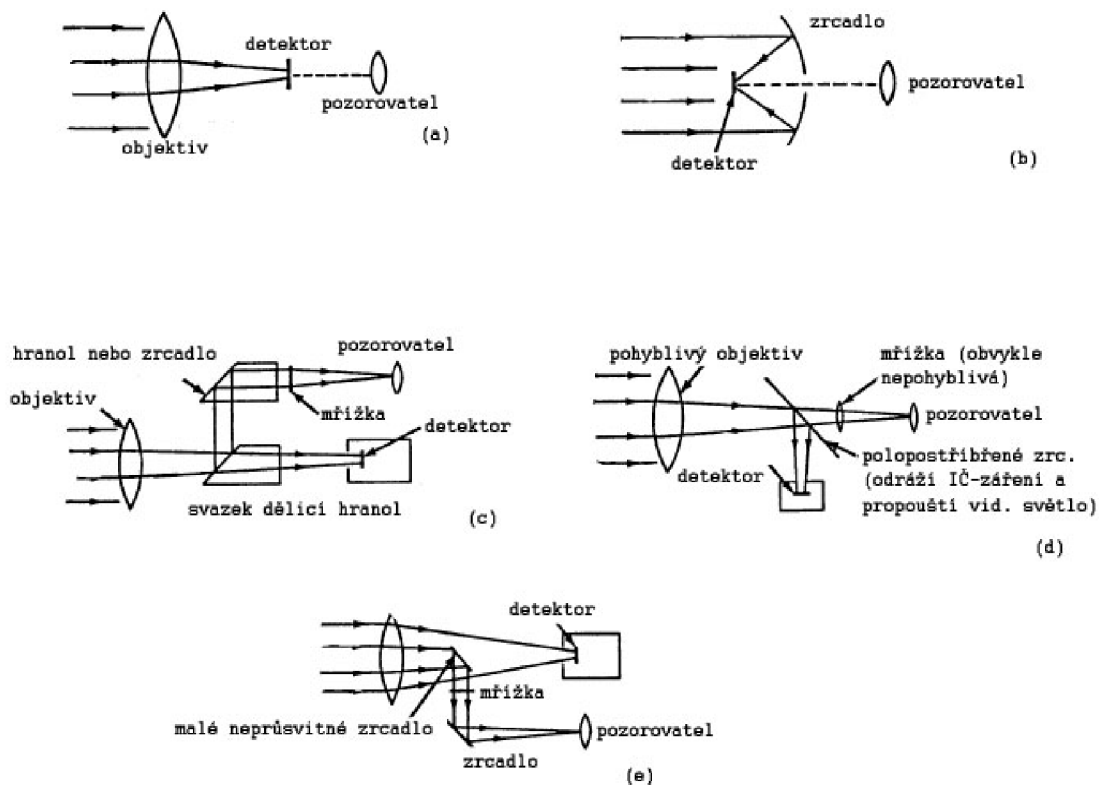 detektor
pozorovatel
objektiv
(a)
zrcadlo
pozorovatel
detektor
(b)
hranol nebo zrcadlo
pozorovatel
objektiv
mřížka
detektor
svazek dělicí hranol
(c)
pohyblivý objektiv
mřížka (obvykle
nepohyblivá)
pozorovatel
detektor
polopostříbřené zrc.
(odráží IČ-záření a
propouští vid. světlo)
(d)
detektor
mřížka
malé neprůsvitné zrcadlo
pozorovatel
zrcadlo
(e)